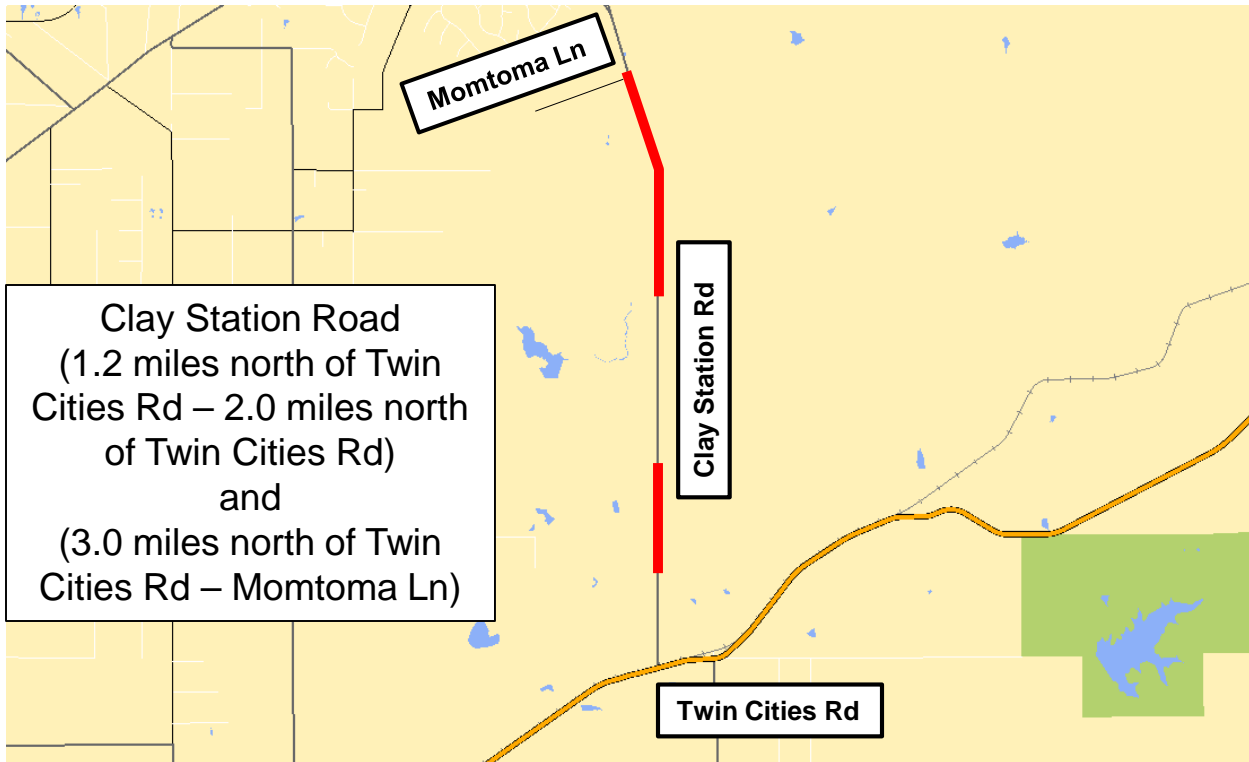 Momtoma Ln
Clay Station Rd
Clay Station Road
(1.2 miles north of Twin
Cities Rd – 2.0 miles north
of Twin Cities Rd)
and
(3.0 miles north of Twin
Cities Rd – Momtoma Ln)
Twin Cities Rd